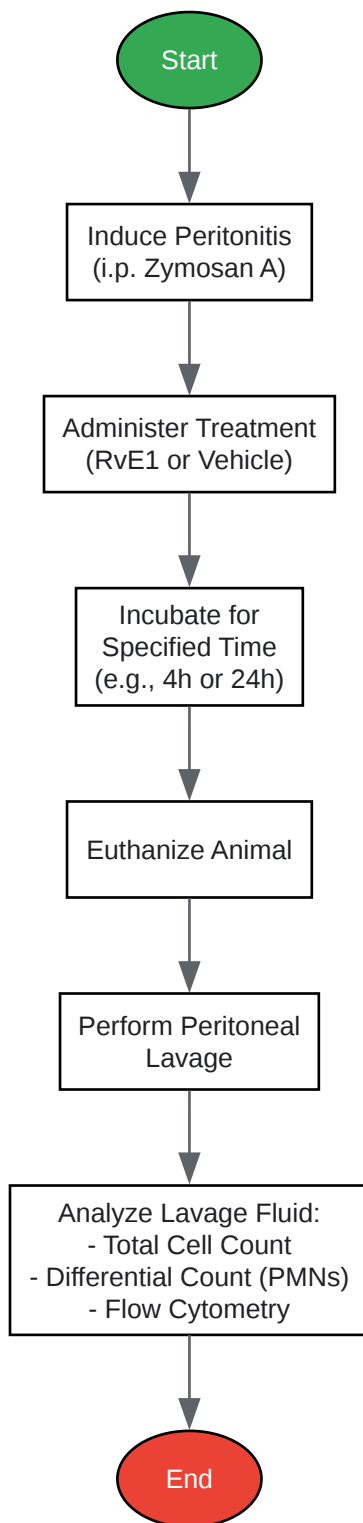 Start
Induce Peritonitis
(i.p. Zymosan A)
Administer Treatment
(RvE1 or Vehicle)
Incubate for
Specified Time
(e.g., 4h or 24h)
Euthanize Animal
Perform Peritoneal
Lavage
Analyze Lavage Fluid:
- Total Cell Count
- Differential Count (PMNs)
- Flow Cytometry
End